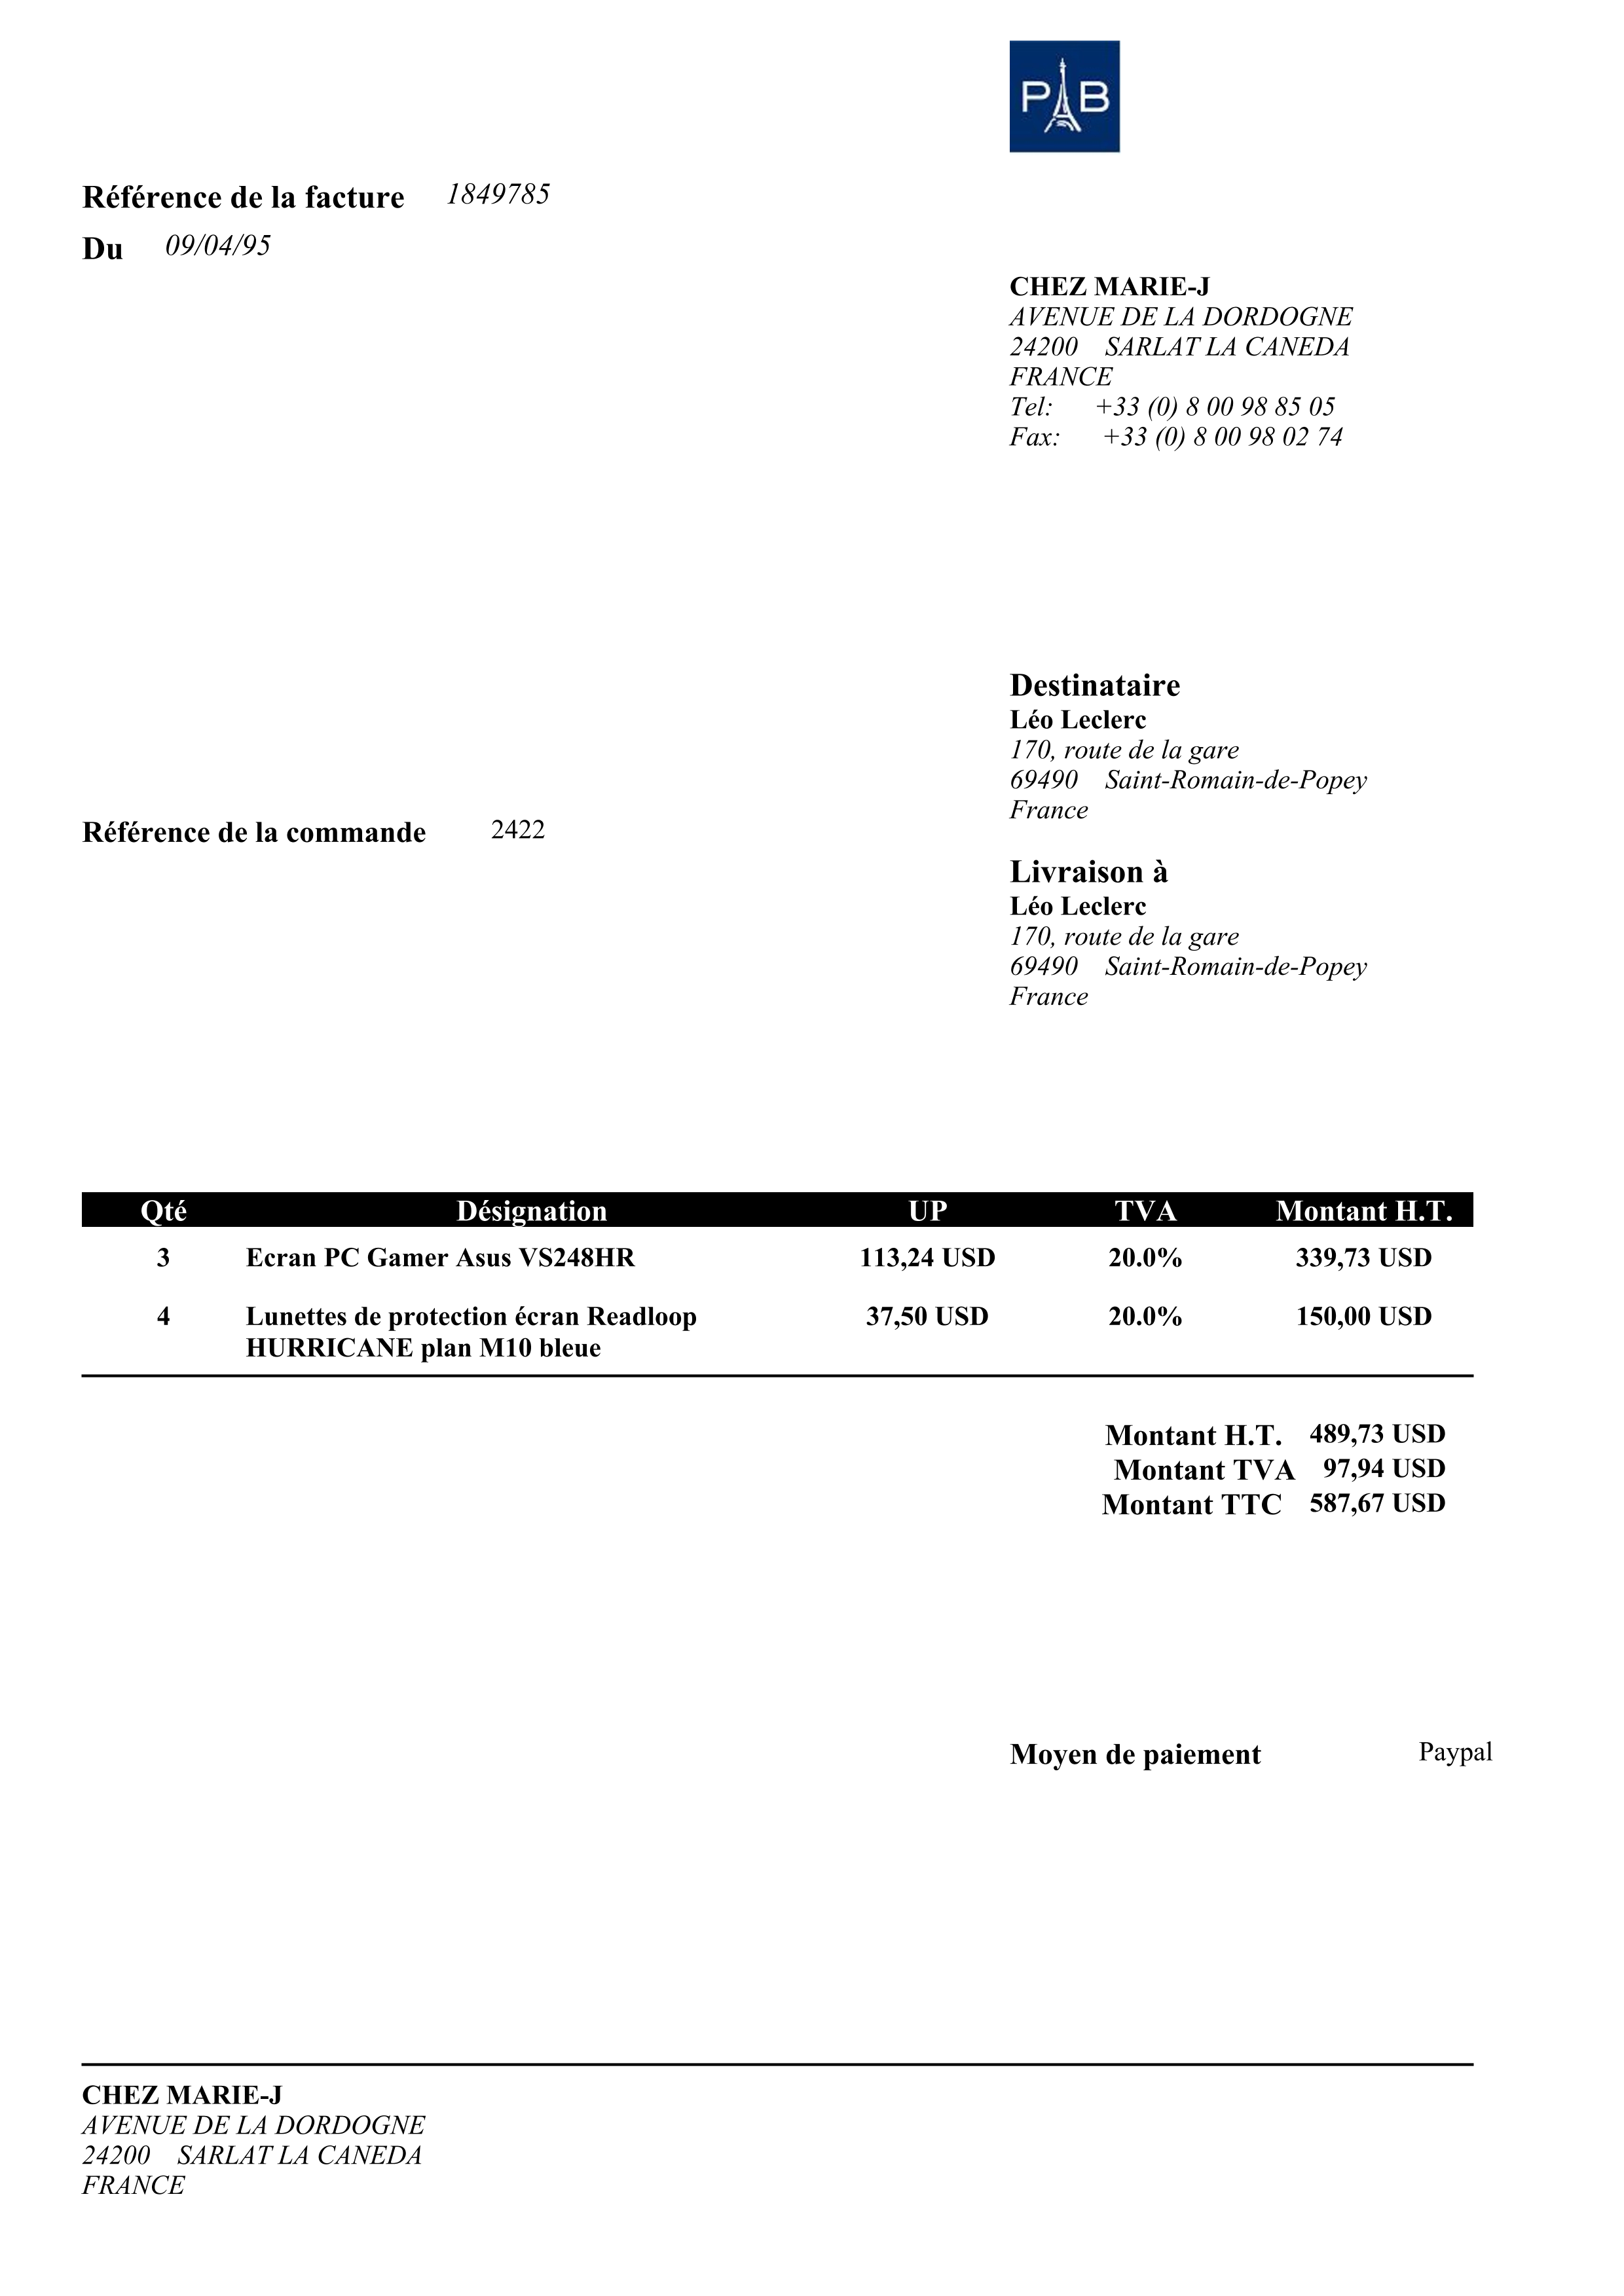 P B
Référence de la facture 1849785
Du 09/04/95
CHEZ MARIE-J
AVENUE DE LA DORDOGNE
24200 SARLAT LA CANEDA
FRANCE
Tel: +33 (0) 8 00 98 85 05
Fax: +33 (0) 8 00 98 02 74
Destinataire
Léo Leclerc
170, route de la gare
69490 Saint-Romain-de-Popey
France
Référence de la commande 2422
Livraison à
Léo Leclerc
170, route de la gare
69490 Saint-Romain-de-Popey
France
Qté Désignation UP TVA Montant H.T.
3 Ecran PC Gamer Asus VS248HR 113,24 USD 20.0% 339,73 USD
4 Lunettes de protection écran Readloop 37,50 USD 20.0% 150,00 USD
HURRICANE plan M10 bleue
Montant H.T. 489,73 USD
Montant TVA 97,94 USD
Montant TTC 587,67 USD
Moyen de paiement Paypal
CHEZ MARIE-J
AVENUE DE LA DORDOGNE
24200 SARLAT LA CANEDA
FRANCE